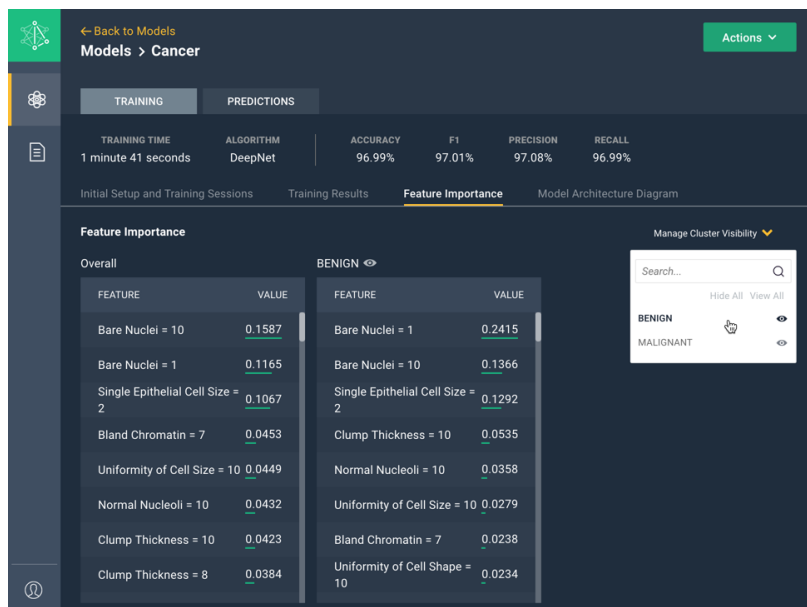 ← Back to Models
Models > Cancer
Actions
TRAINING
PREDICTIONS
TRAINING TIME
1 minute 41 seconds
ALGORITHM
DeepNet
ACCURACY
96.99%
F1
97.01%
PRECISION
97.08%
RECALL
96.99%
Initial Setup and Training Sessions
Training Results
Feature Importance
Model Architecture Diagram
Feature Importance
Manage Cluster Visibility
Search...
Hide All View All
BENIGN
MALIGNANT
Overall
FEATURE VALUE
Bare Nuclei = 10 0.1587
Bare Nuclei = 1 0.1165
Single Epithelial Cell Size =
2 0.1067
Bland Chromatin = 7 0.0453
Uniformity of Cell Size = 10 0.0449
Normal Nucleoli = 10 0.0432
Clump Thickness = 10 0.0423
Clump Thickness = 8 0.0384
BENIGN
FEATURE VALUE
Bare Nuclei = 1 0.2415
Bare Nuclei = 10 0.1366
Single Epithelial Cell Size =
2 0.1292
Clump Thickness = 10 0.0535
Normal Nucleoli = 10 0.0358
Uniformity of Cell Size = 10 0.0279
Bland Chromatin = 7 0.0238
Uniformity of Cell Shape =
10 0.0234